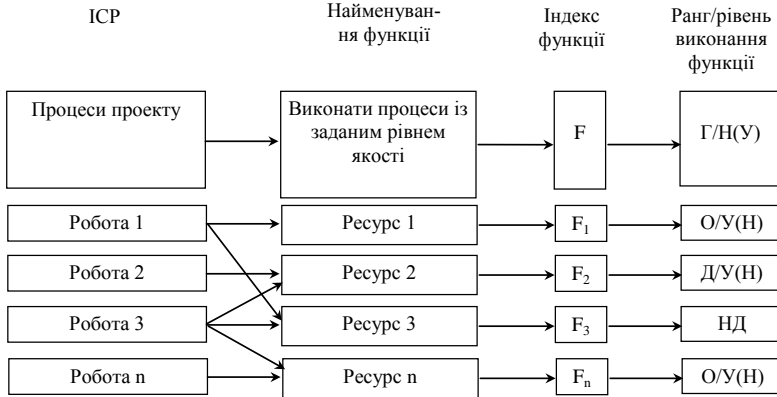 ІСР
Найменуван-
ня функції
Індекс
функції
Ранг/рівень
виконання
функції
Процеси проекту
Виконати процеси із
заданим рівнем
якості
F
Г/Н(У)
Робота 1
Ресурс 1
F1
О/У(Н)
Робота 2
Ресурс 2
F2
Д/У(Н)
Робота 3
Ресурс 3
F3
НД
Робота n
Ресурс n
Fn
О/У(Н)